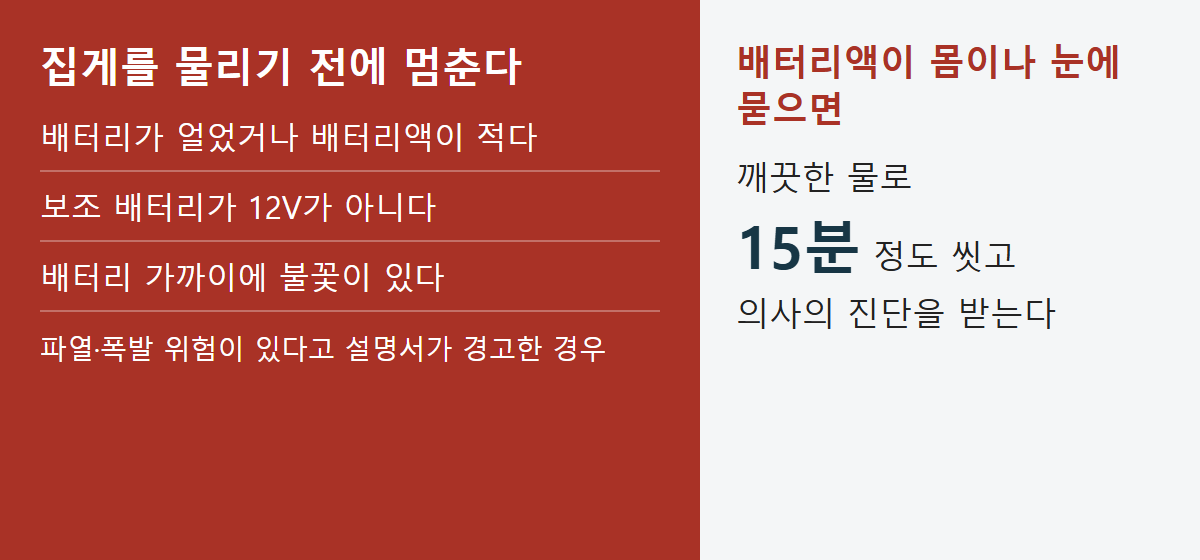 집게를 물리기 전에 멈춘다
배터리가 얼었거나 배터리액이 적다
보조 배터리가 12V가 아니다
배터리 가까이에 불꽃이 있다
파열·폭발 위험이 있다고 설명서가 경고한 경우
배터리액이 몸이나 눈에
묻으면
깨끗한 물로
15분 정도 씻고
의사의 진단을 받는다